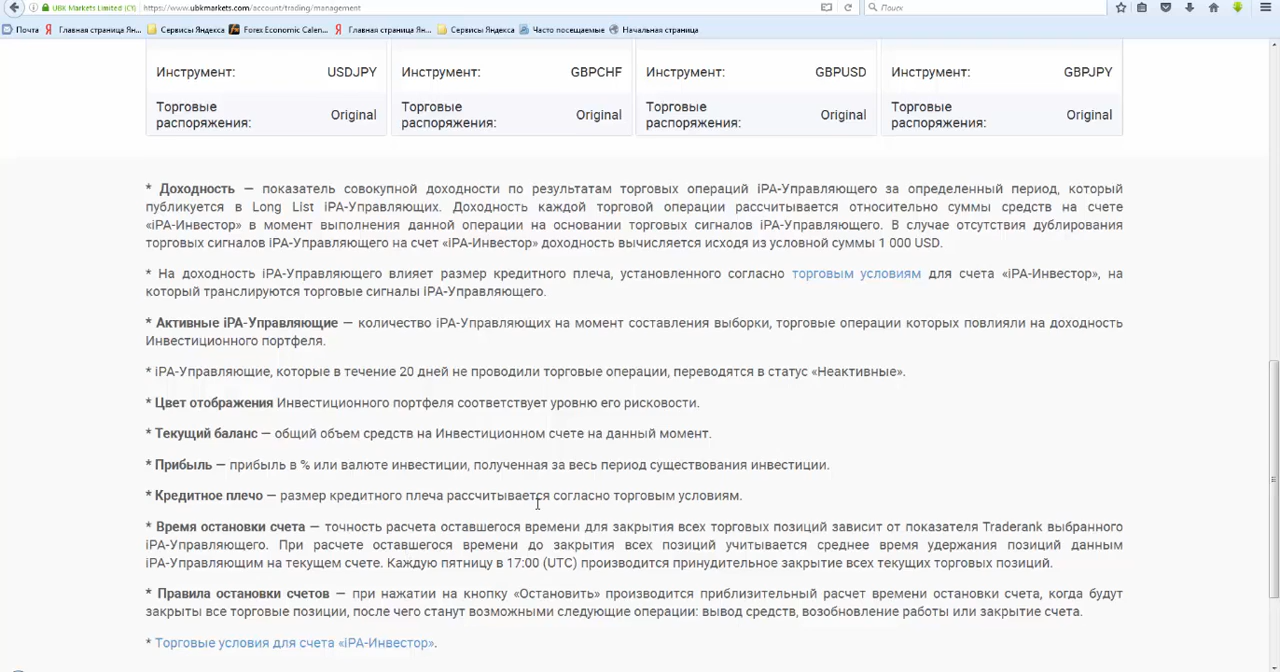 UBK Markets Limited (CY) https://www.ubkmarkets.com/account/trading/management Поиск
Почта Главная страница Ян... Сервисы Яндекса Forex Economic Calen... Главная страница Ян... Сервисы Яндекса Часто посещаемые Начальная страница
Инструмент: USDJPY Инструмент: GBPCHF Инструмент: GBPUSD Инструмент: GBPJPY
Торговые распоряжения: Original Торговые распоряжения: Original Торговые распоряжения: Original Торговые распоряжения: Original
* Доходность — показатель совокупной доходности по результатам торговых операций iPA-Управляющего за определенный период, который
публикуется в Long List iPA-Управляющих. Доходность каждой торговой операции рассчитывается относительно суммы средств на счете
«iPA-Инвестор» в момент выполнения данной операции на основании торговых сигналов iPA-Управляющего. В случае отсутствия дублирования
торговых сигналов iPA-Управляющего на счет «iPA-Инвестор» доходность вычисляется исходя из условной суммы 1 000 USD.
* На доходность iPA-Управляющего влияет размер кредитного плеча, установленного согласно торговым условиям для счета «iPA-Инвестор», на
который транслируются торговые сигналы iPA-Управляющего.
* Активные iPA-Управляющие — количество iPA-Управляющих на момент составления выборки, торговые операции которых повлияли на доходность
Инвестиционного портфеля.
* iPA-Управляющие, которые в течение 20 дней не проводили торговые операции, переводятся в статус «Неактивные».
* Цвет отображения Инвестиционного портфеля соответствует уровню его рисковости.
* Текущий баланс — общий объем средств на Инвестиционном счете на данный момент.
* Прибыль — прибыль в % или валюте инвестиции, полученная за весь период существования инвестиции.
* Кредитное плечо — размер кредитного плеча рассчитывается согласно торговым условиям.
* Время остановки счета — точность расчета оставшегося времени для закрытия всех торговых позиций зависит от показателя Traderank выбранного
iPA-Управляющего. При расчете оставшегося времени до закрытия всех позиций учитывается среднее время удержания позиций данным
iPA-Управляющим на текущем счете. Каждую пятницу в 17:00 (UTC) производится принудительное закрытие всех текущих торговых позиций.
* Правила остановки счетов — при нажатии на кнопку «Остановить» производится приблизительный расчет времени остановки счета, когда будут
закрыты все торговые позиции, после чего станут возможными следующие операции: вывод средств, возобновление работы или закрытие счета.
* Торговые условия для счета «iPA-Инвестор».